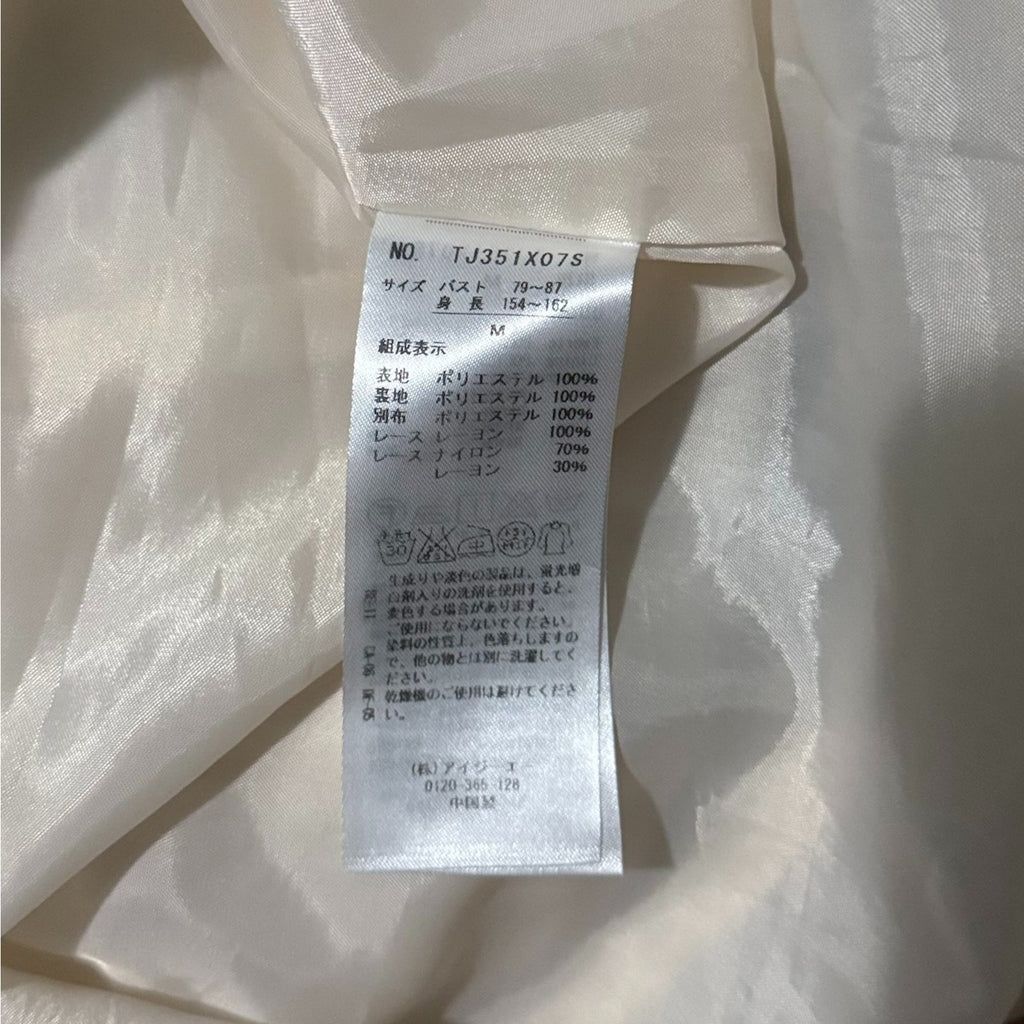 NO. TJ351X07S
サイズ バスト 79～87
身長 154～162
M
組成表示
表地 ポリエステル 100%
裏地 ポリエステル 100%
別布 ポリエステル 100%
レース レーヨン 100%
レース ナイロン 70%
レーヨン 30%
30 中
生成りや淡色の製品は、蛍光増
白剤入りの洗剤を使用すると、
変色する場合があります。
ご使用にならないでください。
染料の性質上、色落ちしますの
で、他の物とは別に洗濯してく
ださい。
乾燥機のご使用は避けてくださ
い。
(株)アイジーエー
0120-365-128
中国製